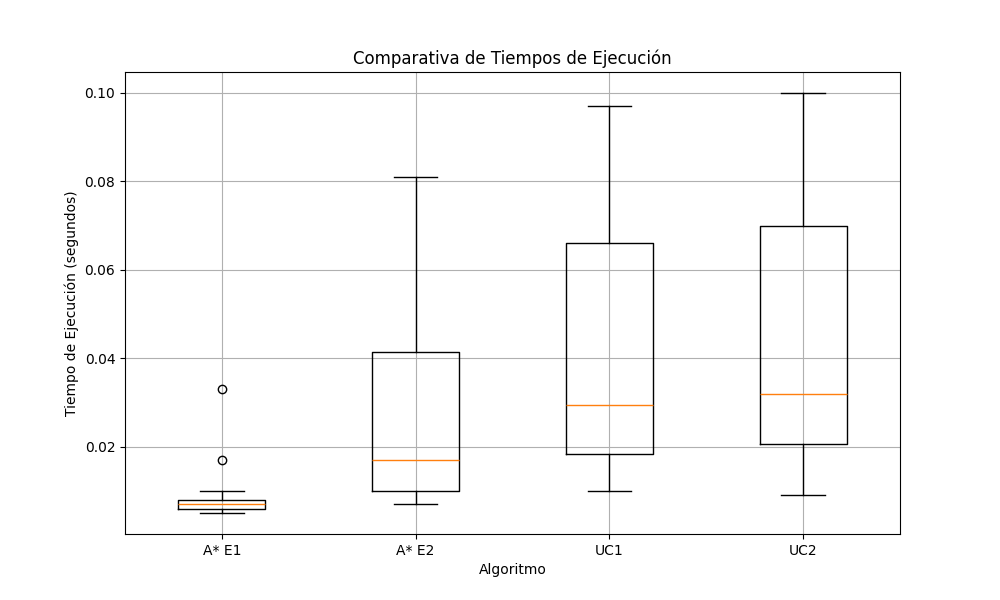 Comparativa de Tiempos de Ejecución
Tiempo de Ejecución (segundos)
0.10
0.08
0.06
0.04
0.02
A* E1
A* E2
UC1
UC2
Algoritmo